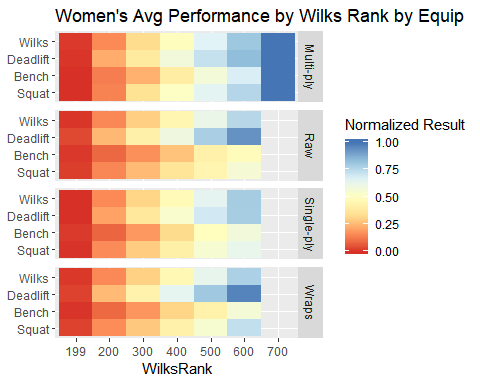 Women's Avg Performance by Wilks Rank by Equip
Wilks
Deadlift
Bench
Squat
Multi-ply
Wilks
Deadlift
Bench
Squat
Raw
Wilks
Deadlift
Bench
Squat
Single-ply
Wilks
Deadlift
Bench
Squat
Wraps
199 200 300 400 500 600 700
WilksRank
Normalized Result
1.00
0.75
0.50
0.25
0.00